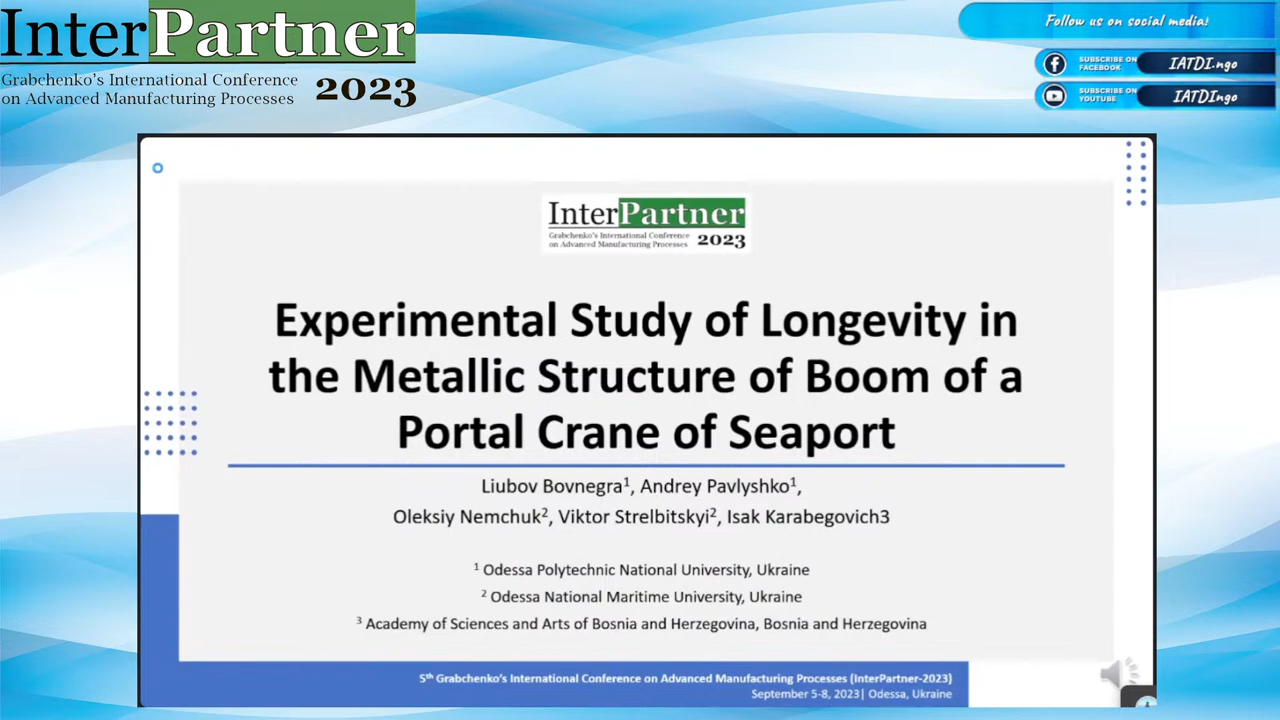 InterPartner
Grabchenko's International Conference
on Advanced Manufacturing Processes
2023
Follow us on social media!
SUBSCRIBE ON
FACEBOOK
IATDI.ngo
SUBSCRIBE ON
YOUTUBE
IATDIngo
InterPartner
Grabchenko's International Conference
on Advanced Manufacturing Processes
2023
Experimental Study of Longevity in
the Metallic Structure of Boom of a
Portal Crane of Seaport
Liubov Bovnegra¹, Andrey Pavlyshko¹,
Oleksiy Nemchuk², Viktor Strelbitskyi², Isak Karabegovich3
¹ Odessa Polytechnic National University, Ukraine
² Odessa National Maritime University, Ukraine
³ Academy of Sciences and Arts of Bosnia and Herzegovina, Bosnia and Herzegovina
5th Grabchenko's International Conference on Advanced Manufacturing Processes (InterPartner-2023)
September 5-8, 2023| Odessa, Ukraine